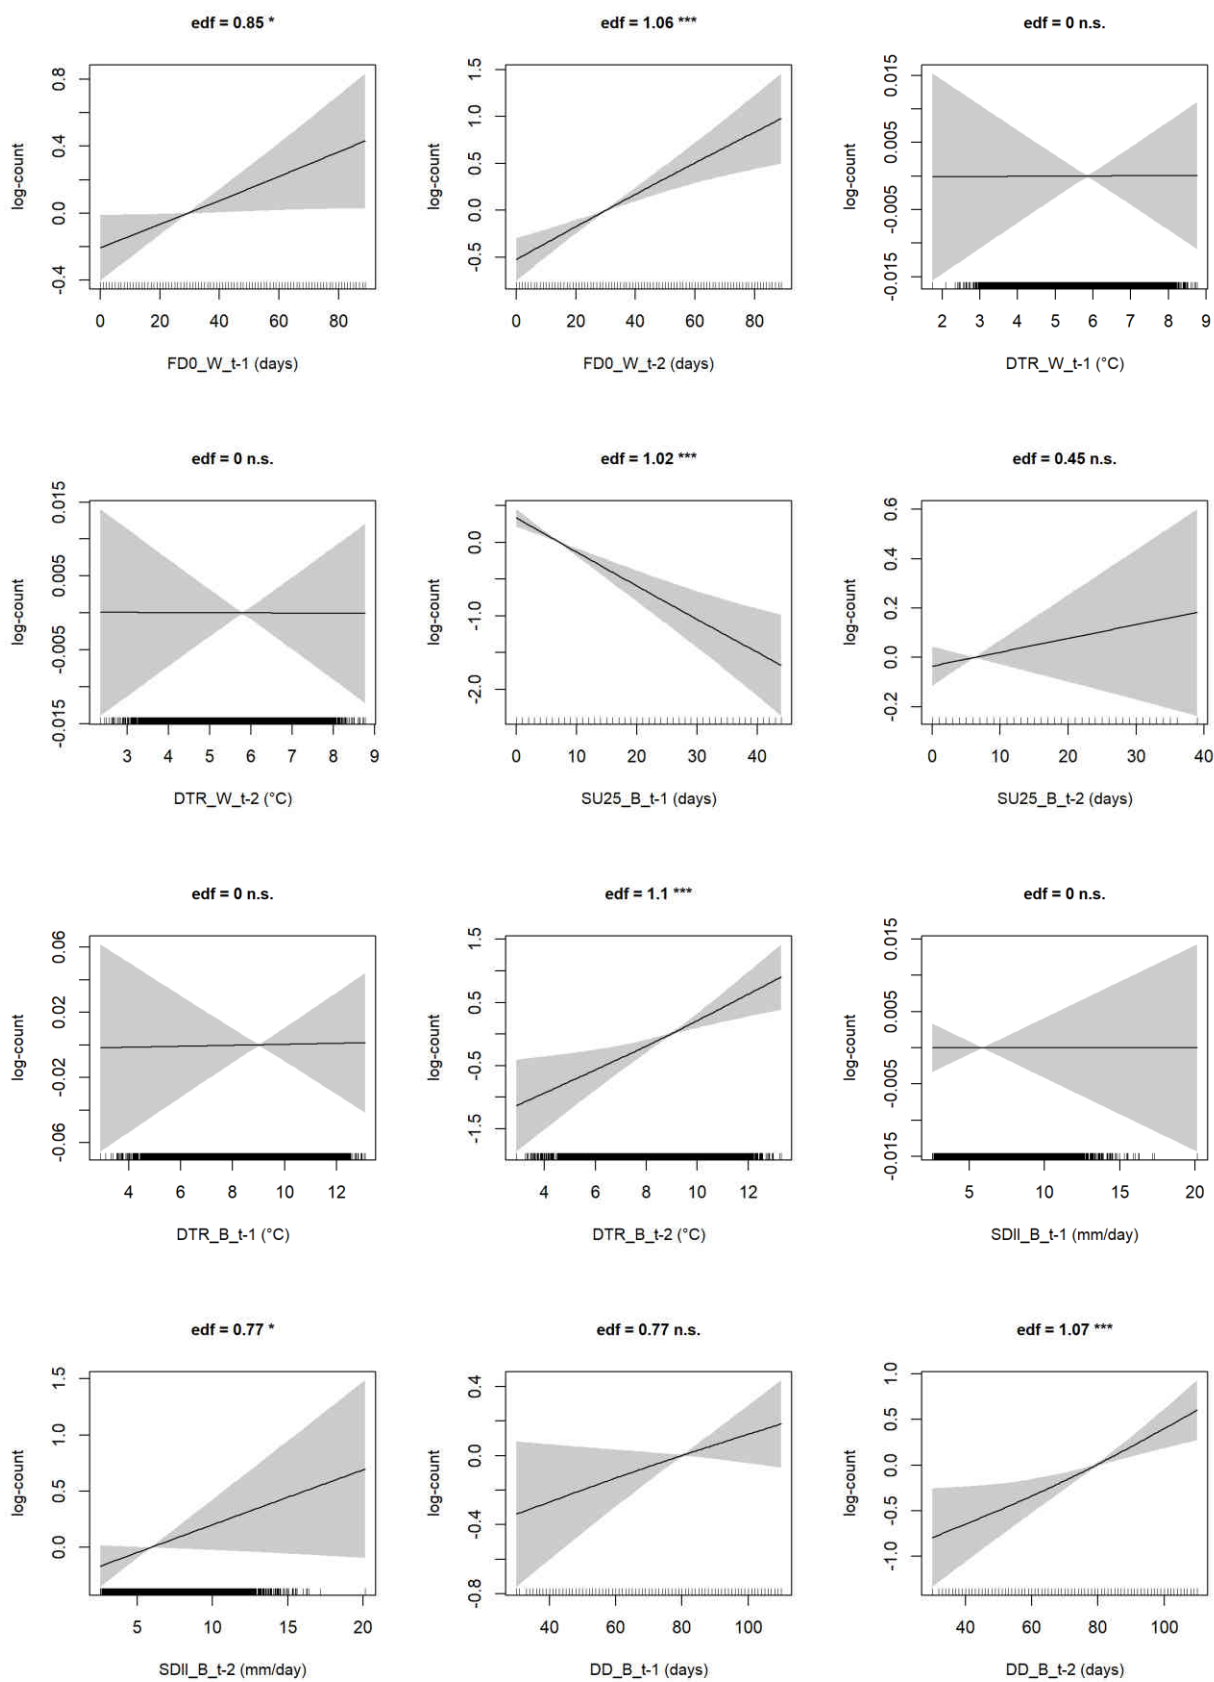 edf = 0.85 * edf = 1.06 *** edf = 0 n.s.
log-count -0.4 0.0 0.4 0.8 log-count -0.5 0.0 0.5 1.0 1.5 log-count -0.015 -0.005 0.005 0.015
0 20 40 60 80 0 20 40 60 80 2 3 4 5 6 7 8 9
FD0_W_t-1 (days) FD0_W_t-2 (days) DTR_W_t-1 (°C)
edf = 0 n.s. edf = 1.02 *** edf = 0.45 n.s.
log-count -0.015 -0.005 0.005 0.015 log-count -2.0 -1.0 0.0 log-count -0.2 0.0 0.2 0.4 0.6
3 4 5 6 7 8 9 0 10 20 30 40 0 10 20 30 40
DTR_W_t-2 (°C) SU25_B_t-1 (days) SU25_B_t-2 (days)
edf = 0 n.s. edf = 1.1 *** edf = 0 n.s.
log-count -0.06 -0.02 0.02 0.06 log-count -1.5 -0.5 0.5 1.5 log-count -0.015 -0.005 0.005 0.015
4 6 8 10 12 4 6 8 10 12 5 10 15 20
DTR_B_t-1 (°C) DTR_B_t-2 (°C) SDII_B_t-1 (mm/day)
edf = 0.77 * edf = 0.77 n.s. edf = 1.07 ***
log-count 0.0 0.5 1.0 1.5 log-count -0.8 -0.4 0.0 0.4 log-count -1.0 -0.5 0.0 0.5 1.0
5 10 15 20 40 60 80 100 40 60 80 100
SDII_B_t-2 (mm/day) DD_B_t-1 (days) DD_B_t-2 (days)